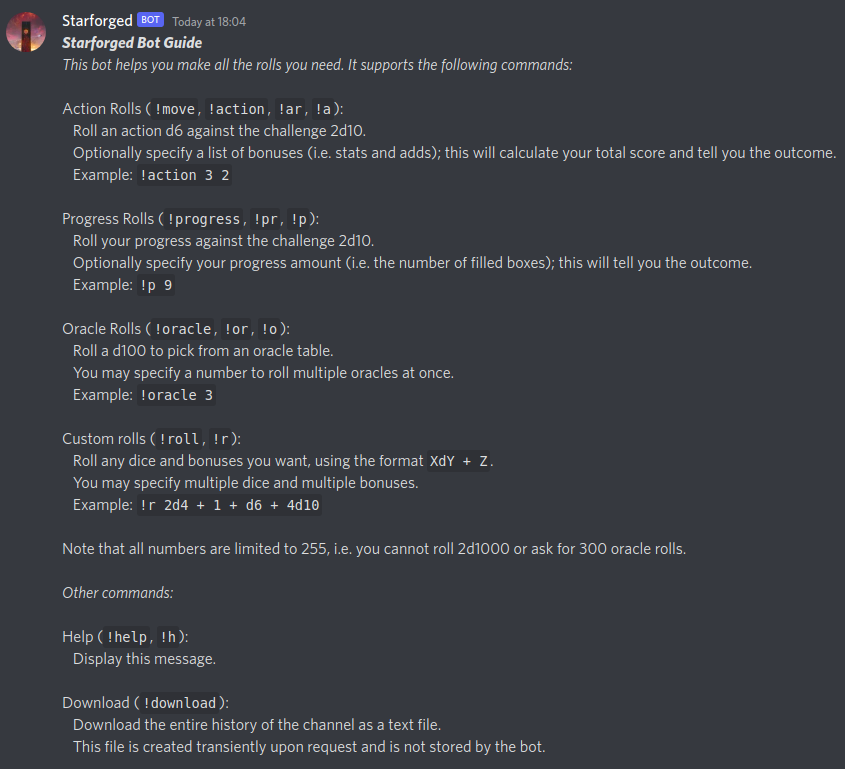 Starforged BOT Today at 18:04
Starforged Bot Guide
This bot helps you make all the rolls you need. It supports the following commands:
Action Rolls ( !move, !action, !ar, !a ):
Roll an action d6 against the challenge 2d10.
Optionally specify a list of bonuses (i.e. stats and adds); this will calculate your total score and tell you the outcome.
Example: !action 3 2
Progress Rolls ( !progress, !pr, !p ):
Roll your progress against the challenge 2d10.
Optionally specify your progress amount (i.e. the number of filled boxes); this will tell you the outcome.
Example: !p 9
Oracle Rolls ( !oracle, !or, !o ):
Roll a d100 to pick from an oracle table.
You may specify a number to roll multiple oracles at once.
Example: !oracle 3
Custom rolls ( !roll, !r ):
Roll any dice and bonuses you want, using the format XdY + Z.
You may specify multiple dice and multiple bonuses.
Example: !r 2d4 + 1 + d6 + 4d10
Note that all numbers are limited to 255, i.e. you cannot roll 2d1000 or ask for 300 oracle rolls.
Other commands:
Help ( !help, !h ):
Display this message.
Download ( !download ):
Download the entire history of the channel as a text file.
This file is created transiently upon request and is not stored by the bot.